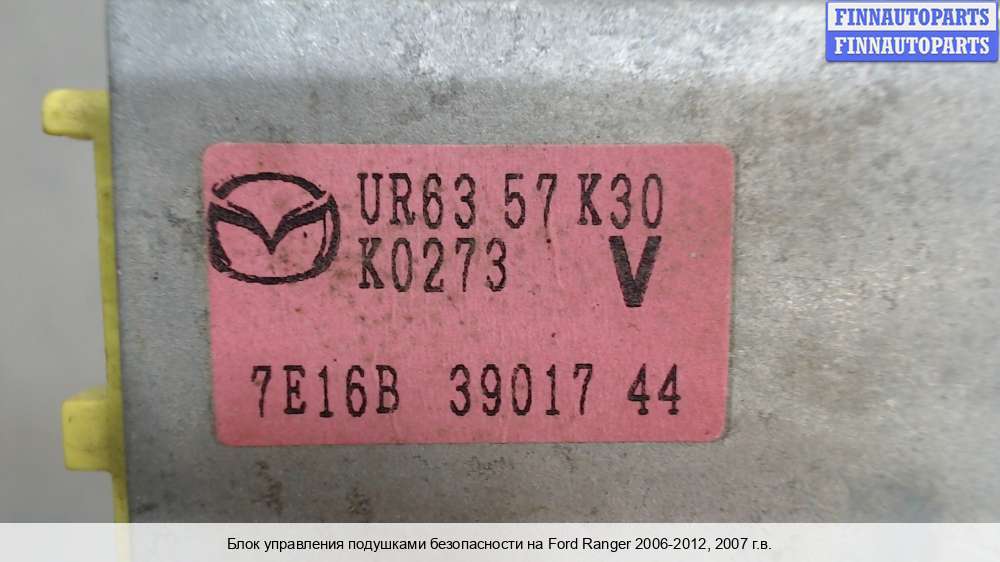 FINNAUTOPARTS
FINNAUTOPARTS
UR63 57 K30
K0273 V
7E16B 39017 44
Блок управления подушками безопасности на Ford Ranger 2006-2012, 2007 г.в.